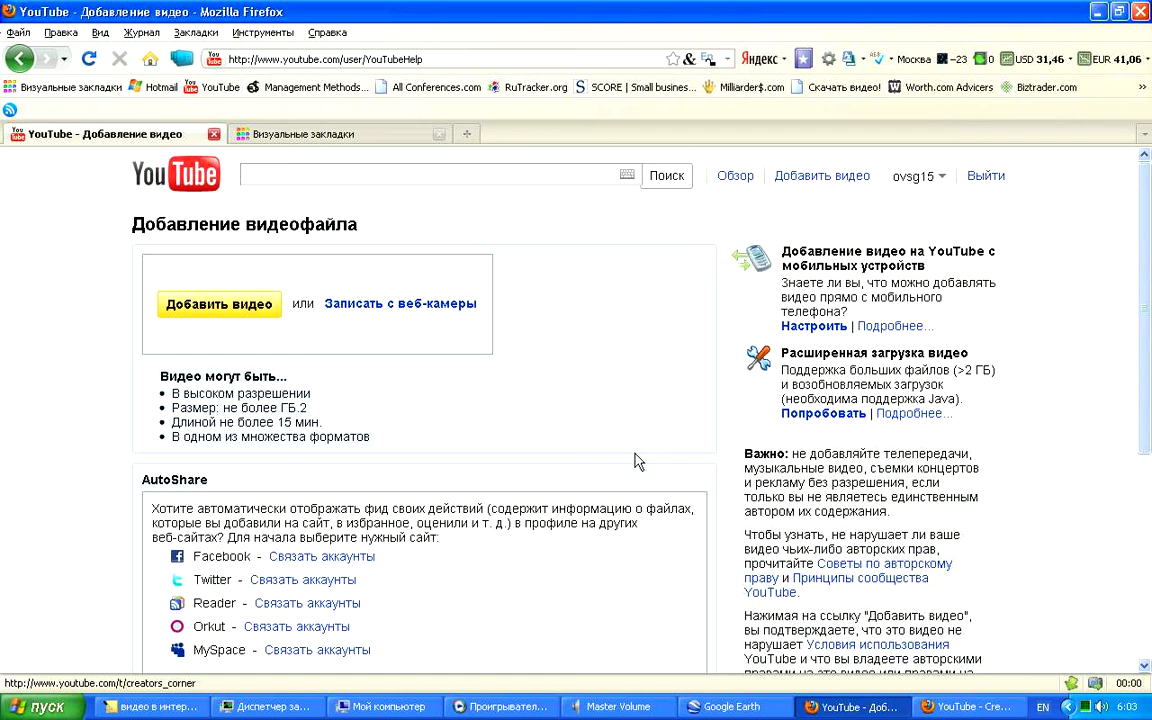 YouTube - Добавление видео - Mozilla Firefox
Файл Правка Вид Журнал Закладки Инструменты Справка
http://www.youtube.com/user/YouTubeHelp
Яндекс Москва -23 0 USD 31,46 EUR 41,06
Визуальные закладки Hotmail YouTube Management Methods... All Conferences.com RuTracker.org SCORE | Small busines... Milliarder$.com Скачать видео! Worth.com Advicers Biztrader.com »
YouTube - Добавление видео Визуальные закладки
YouTube Поиск Обзор Добавить видео ovsg15 Выйти
Добавление видеофайла
Добавить видео или Записать с веб-камеры
Видео могут быть...
• В высоком разрешении
• Размер: не более ГБ.2
• Длиной не более 15 мин.
• В одном из множества форматов
AutoShare
Хотите автоматически отображать фид своих действий (содержит информацию о файлах,
которые вы добавили на сайт, в избранное, оценили и т. д.) в профиле на других
веб-сайтах? Для начала выберите нужный сайт:
Facebook - Связать аккаунты
Twitter - Связать аккаунты
Reader - Связать аккаунты
Orkut - Связать аккаунты
MySpace - Связать аккаунты
Добавление видео на YouTube с
мобильных устройств
Знаете ли вы, что можно добавлять
видео прямо с мобильного
телефона?
Настроить | Подробнее...
Расширенная загрузка видео
Поддержка больших файлов (>2 ГБ)
и возобновляемых загрузок
(необходима поддержка Java).
Попробовать | Подробнее...
Важно: не добавляйте телепередачи,
музыкальные видео, съемки концертов
и рекламу без разрешения, если
только вы не являетесь единственным
автором их содержания.
Чтобы узнать, не нарушает ли ваше
видео чьих-либо авторских прав,
прочитайте Советы по авторскому
праву и Принципы сообщества
YouTube.
Нажимая на ссылку "Добавить видео",
вы подтверждаете, что это видео не
нарушает Условия использования
YouTube и что вы владеете авторскими
правами на это видео или правами на
http://www.youtube.com/t/creators_corner 00:00
пуск видео в интер... Диспетчер за... Мой компьютер Проигрывател... Master Volume Google Earth YouTube - Доб... YouTube - Cre... EN 6:03